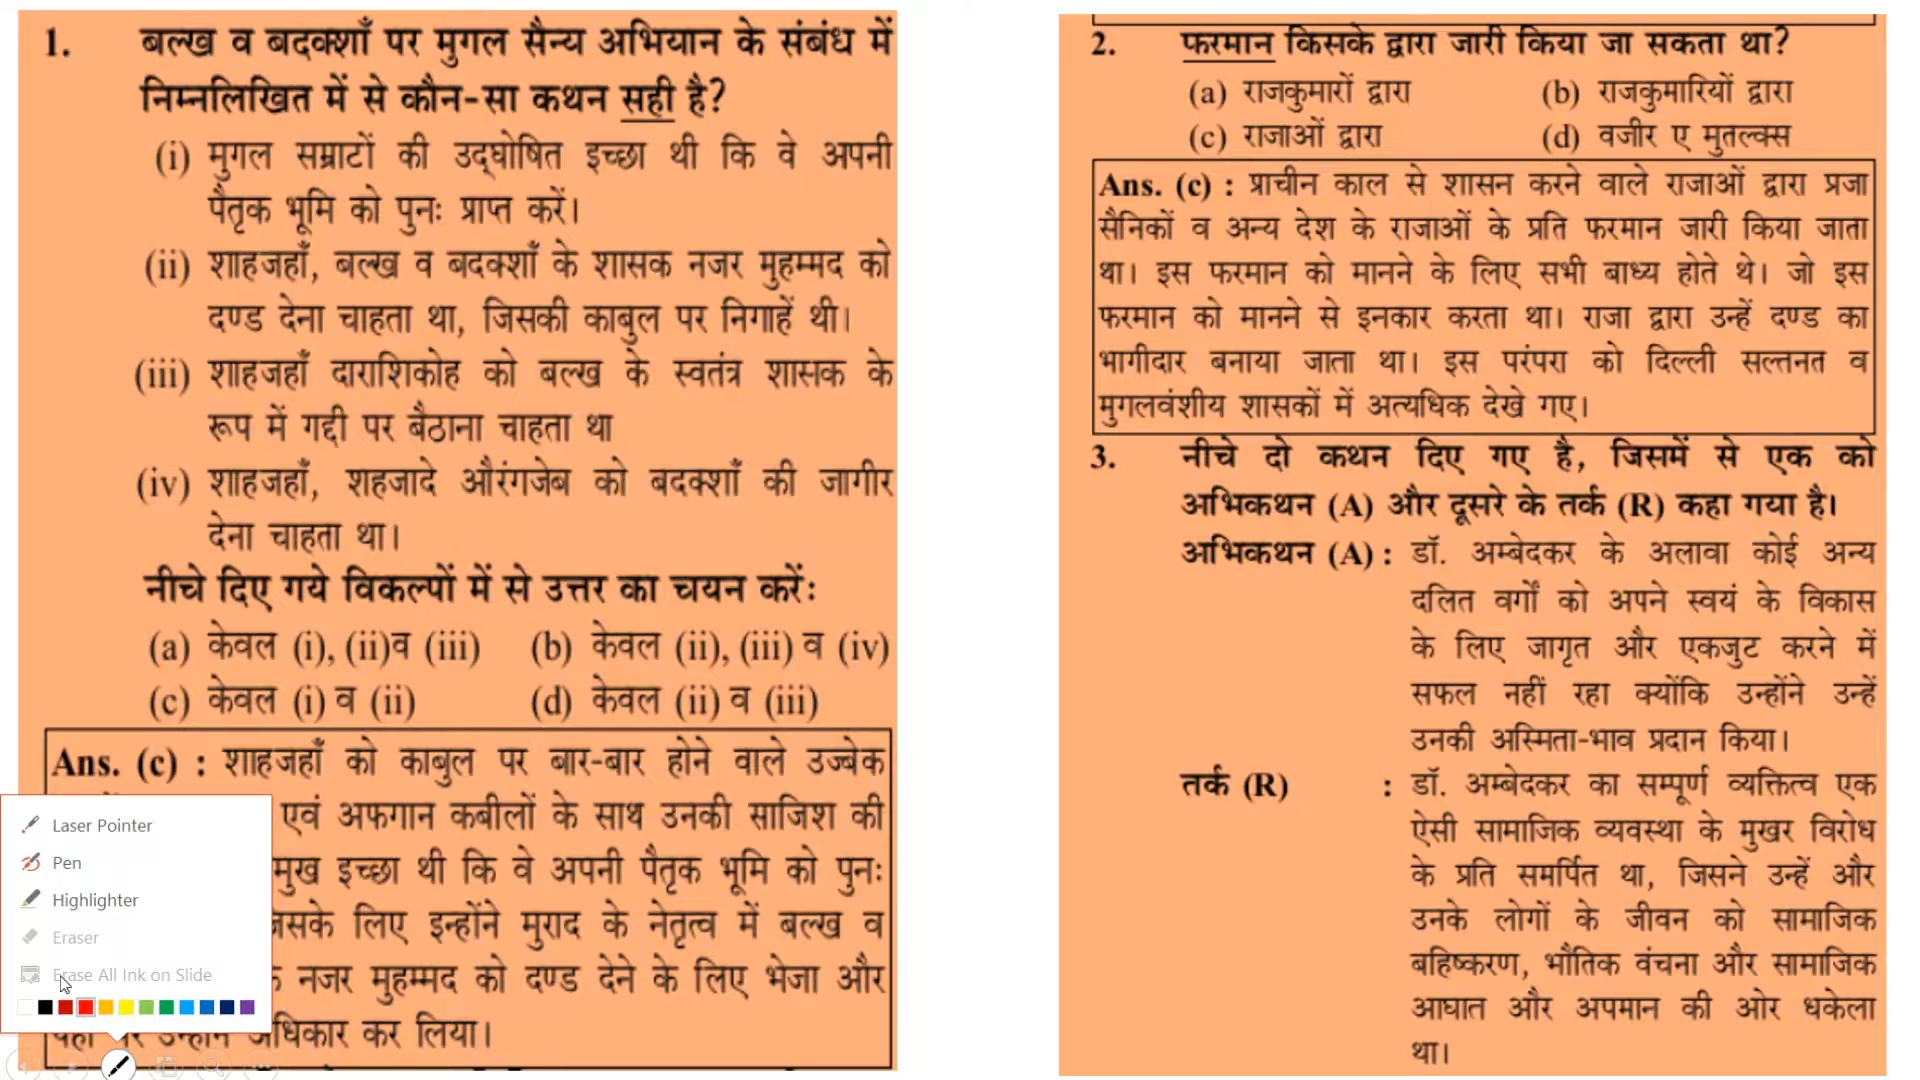 1. बल्ख व बदक्शाँ पर मुगल सैन्य अभियान के संबंध में
निम्नलिखित में से कौन-सा कथन सही है?
(i) मुगल सम्राटों की उद्घोषित इच्छा थी कि वे अपनी
पैतृक भूमि को पुनः प्राप्त करें।
(ii) शाहजहाँ, बल्ख व बदक्शाँ के शासक नजर मुहम्मद को
दण्ड देना चाहता था, जिसकी काबुल पर निगाहें थी।
(iii) शाहजहाँ दाराशिकोह को बल्ख के स्वतंत्र शासक के
रूप में गद्दी पर बैठाना चाहता था
(iv) शाहजहाँ, शहजादे औरंगजेब को बदक्शाँ की जागीर
देना चाहता था।
नीचे दिए गये विकल्पों में से उत्तर का चयन करें:
(a) केवल (i), (ii)व (iii) (b) केवल (ii), (iii) व (iv)
(c) केवल (i) व (ii) (d) केवल (ii) व (iii)
Ans. (c) : शाहजहाँ को काबुल पर बार-बार होने वाले उज्बेक
एवं अफगान कबीलों के साथ उनकी साजिश की
मुख इच्छा थी कि वे अपनी पैतृक भूमि को पुनः
जिसके लिए इन्होंने मुराद के नेतृत्व में बल्ख व
नजर मुहम्मद को दण्ड देने के लिए भेजा और
अधिकार कर लिया।
Laser Pointer
Pen
Highlighter
Eraser
Erase All Ink on Slide
2. फरमान किसके द्वारा जारी किया जा सकता था?
(a) राजकुमारों द्वारा (b) राजकुमारियों द्वारा
(c) राजाओं द्वारा (d) वजीर ए मुतल्क्स
Ans. (c) : प्राचीन काल से शासन करने वाले राजाओं द्वारा प्रजा
सैनिकों व अन्य देश के राजाओं के प्रति फरमान जारी किया जाता
था। इस फरमान को मानने के लिए सभी बाध्य होते थे। जो इस
फरमान को मानने से इनकार करता था। राजा द्वारा उन्हें दण्ड का
भागीदार बनाया जाता था। इस परंपरा को दिल्ली सल्तनत व
मुगलवंशीय शासकों में अत्यधिक देखे गए।
3. नीचे दो कथन दिए गए है, जिसमें से एक को
अभिकथन (A) और दूसरे के तर्क (R) कहा गया है।
अभिकथन (A) : डॉ. अम्बेदकर के अलावा कोई अन्य
दलित वर्गों को अपने स्वयं के विकास
के लिए जागृत और एकजुट करने में
सफल नहीं रहा क्योंकि उन्होंने उन्हें
उनकी अस्मिता-भाव प्रदान किया।
तर्क (R) : डॉ. अम्बेदकर का सम्पूर्ण व्यक्तित्व एक
ऐसी सामाजिक व्यवस्था के मुखर विरोध
के प्रति समर्पित था, जिसने उन्हें और
उनके लोगों के जीवन को सामाजिक
बहिष्करण, भौतिक वंचना और सामाजिक
आघात और अपमान की ओर धकेला
था।